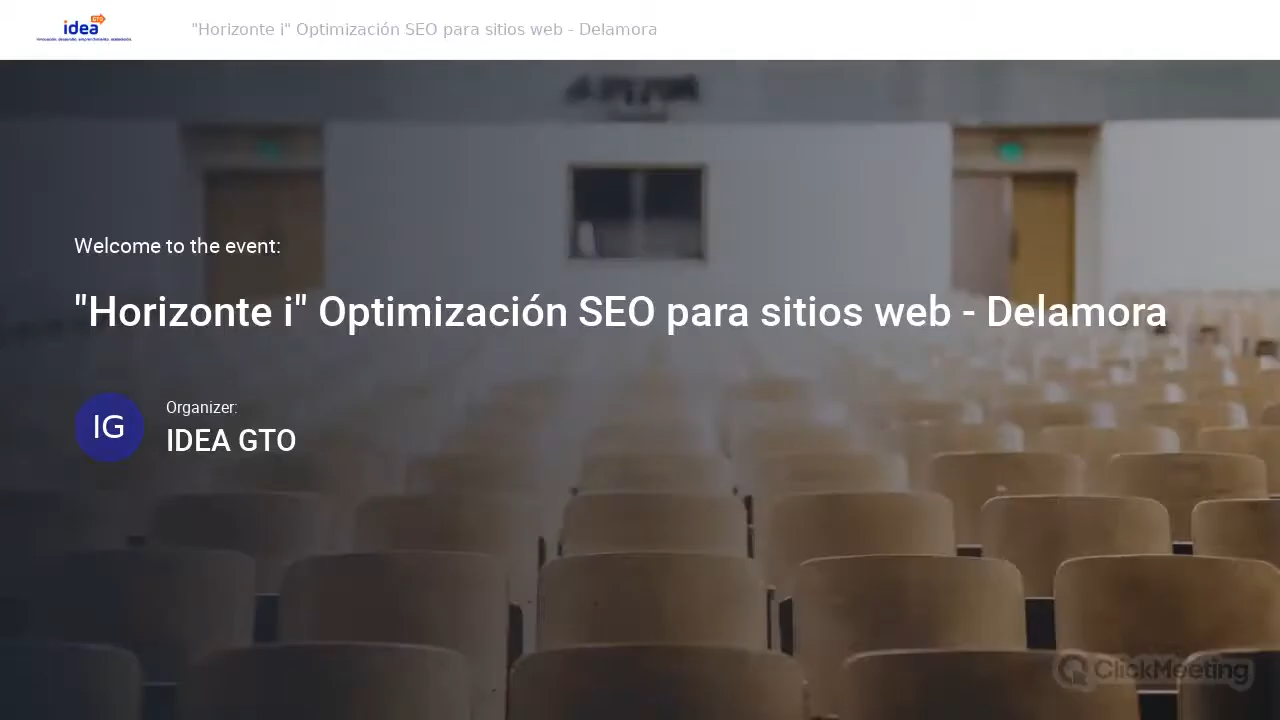 idea GTO
"Horizonte i" Optimización SEO para sitios web - Delamora
Welcome to the event:
"Horizonte i" Optimización SEO para sitios web - Delamora
IG
Organizer:
IDEA GTO
ClickMeeting